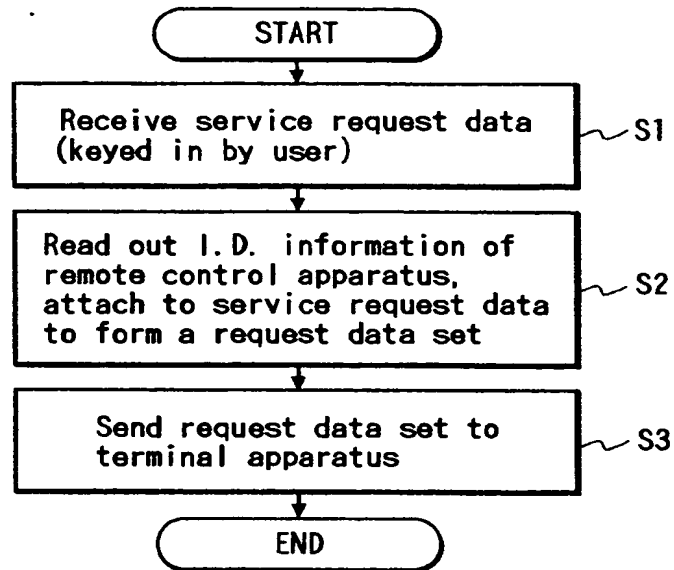 START
Receive service request data
(keyed in by user)
S1
Read out I.D. information of
remote control apparatus,
attach to service request data
to form a request data set
S2
Send request data set to
terminal apparatus
S3
END